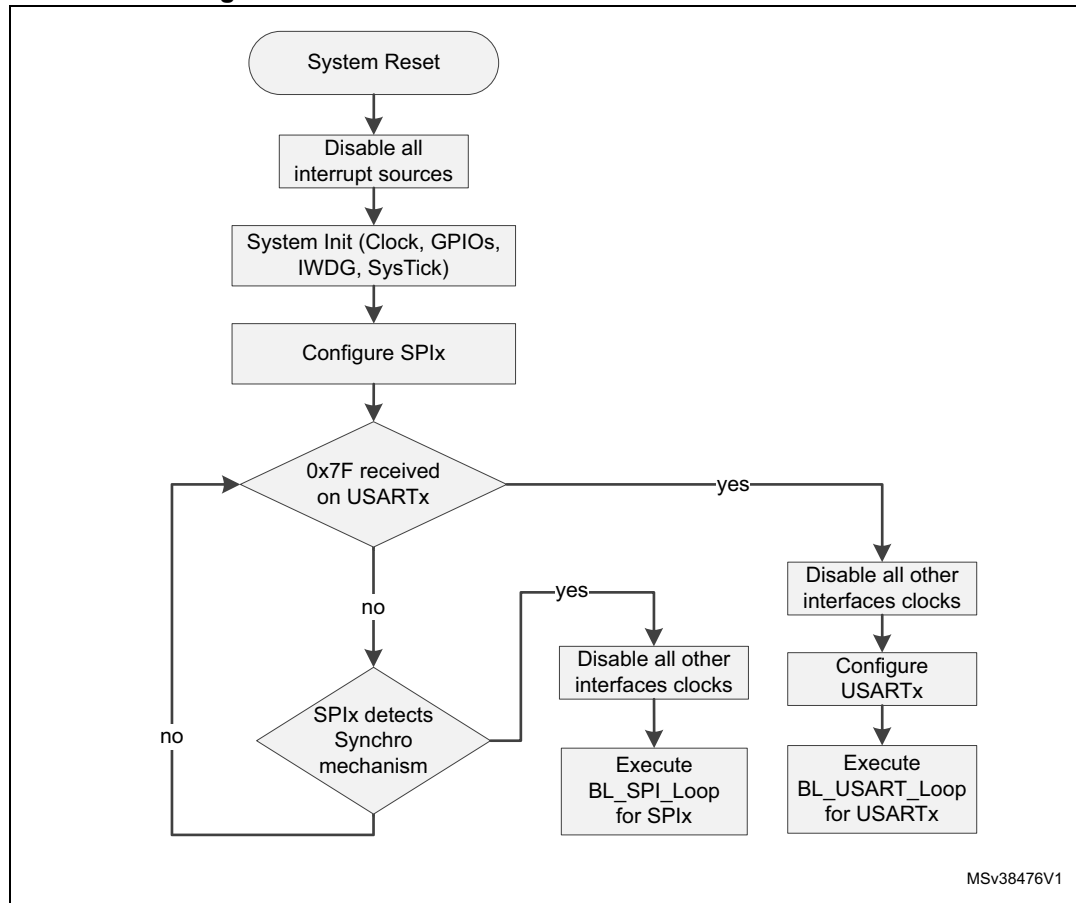 System Reset
Disable all
interrupt sources
System Init (Clock, GPIOs,
IWDG, SysTick)
Configure SPIx
0x7F received
on USARTx
yes
no
Disable all other
interfaces clocks
Configure
USARTx
Execute
BL_USART_Loop
for USARTx
SPIx detects
Synchro
mechanism
yes
no
Disable all other
interfaces clocks
Execute
BL_SPI_Loop
for SPIx
MSv38476V1